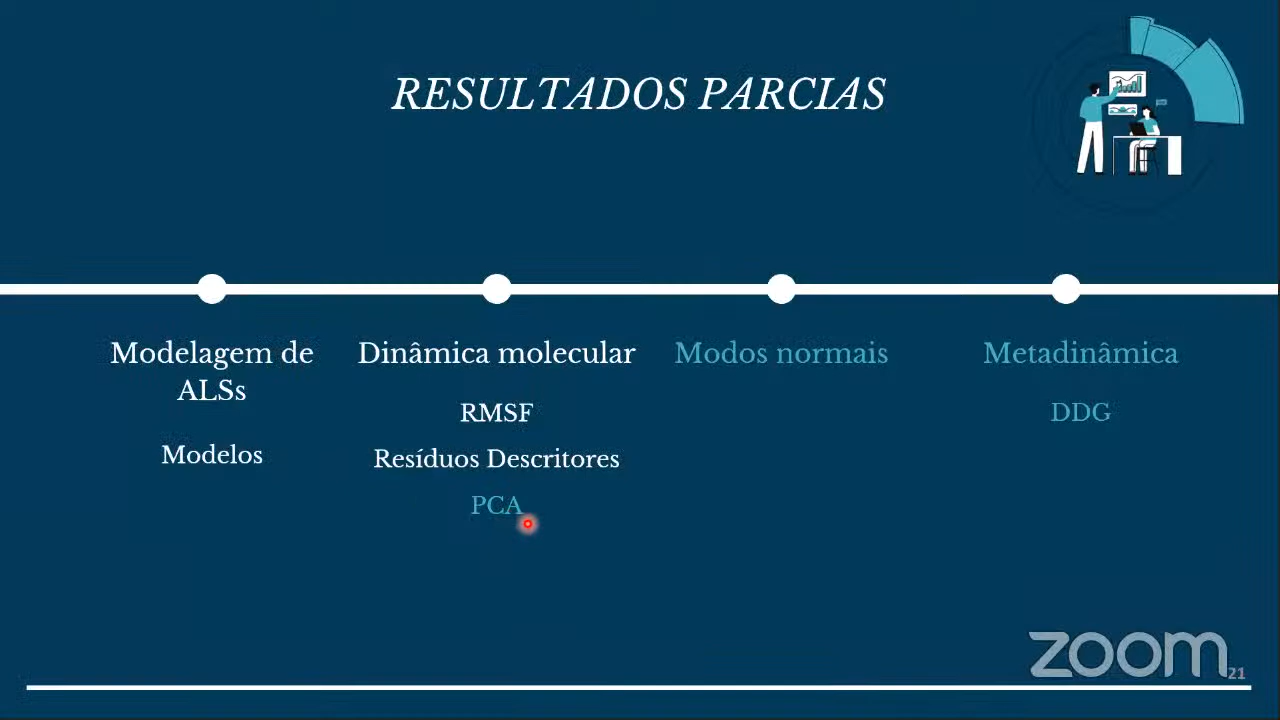 RESULTADOS PARCIAS
Modelagem de
ALSs
Modelos
Dinâmica molecular
RMSF
Resíduos Descritores
PCA
Modos normais
Metadinâmica
DDG
zoom
21